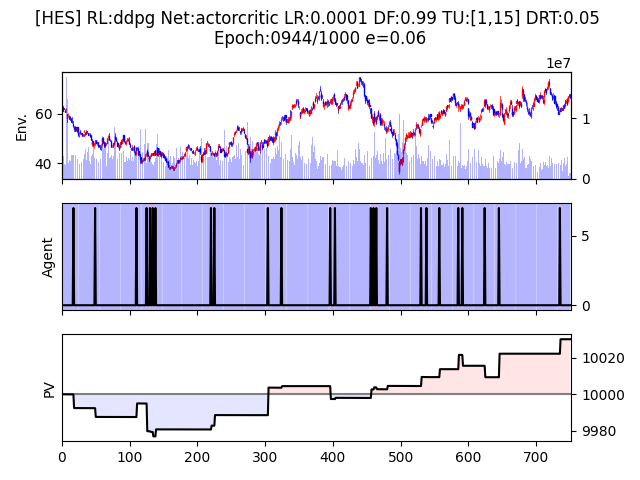 [HES] RL:ddpg Net:actorcritic LR:0.0001 DF:0.99 TU:[1,15] DRT:0.05
Epoch:0944/1000 e=0.06
1e7
Env.
60
40
1
0
Agent
5
0
PV
10020
10000
9980
0 100 200 300 400 500 600 700